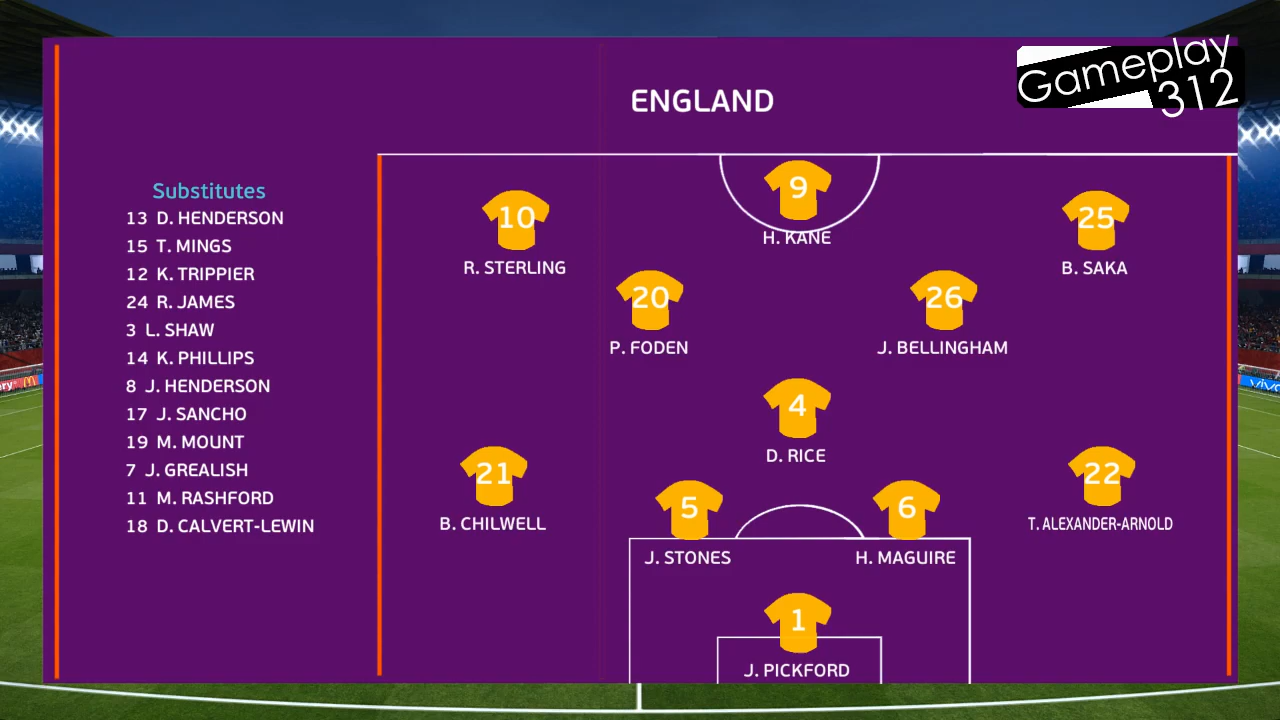 Gameplay
312
ENGLAND
Substitutes
13 D. HENDERSON
15 T. MINGS
12 K. TRIPPIER
24 R. JAMES
3 L. SHAW
14 K. PHILLIPS
8 J. HENDERSON
17 J. SANCHO
19 M. MOUNT
7 J. GREALISH
11 M. RASHFORD
18 D. CALVERT-LEWIN
9
H. KANE
10
R. STERLING
25
B. SAKA
20
P. FODEN
26
J. BELLINGHAM
4
D. RICE
21
B. CHILWELL
22
T. ALEXANDER-ARNOLD
5
J. STONES
6
H. MAGUIRE
1
J. PICKFORD
vivo